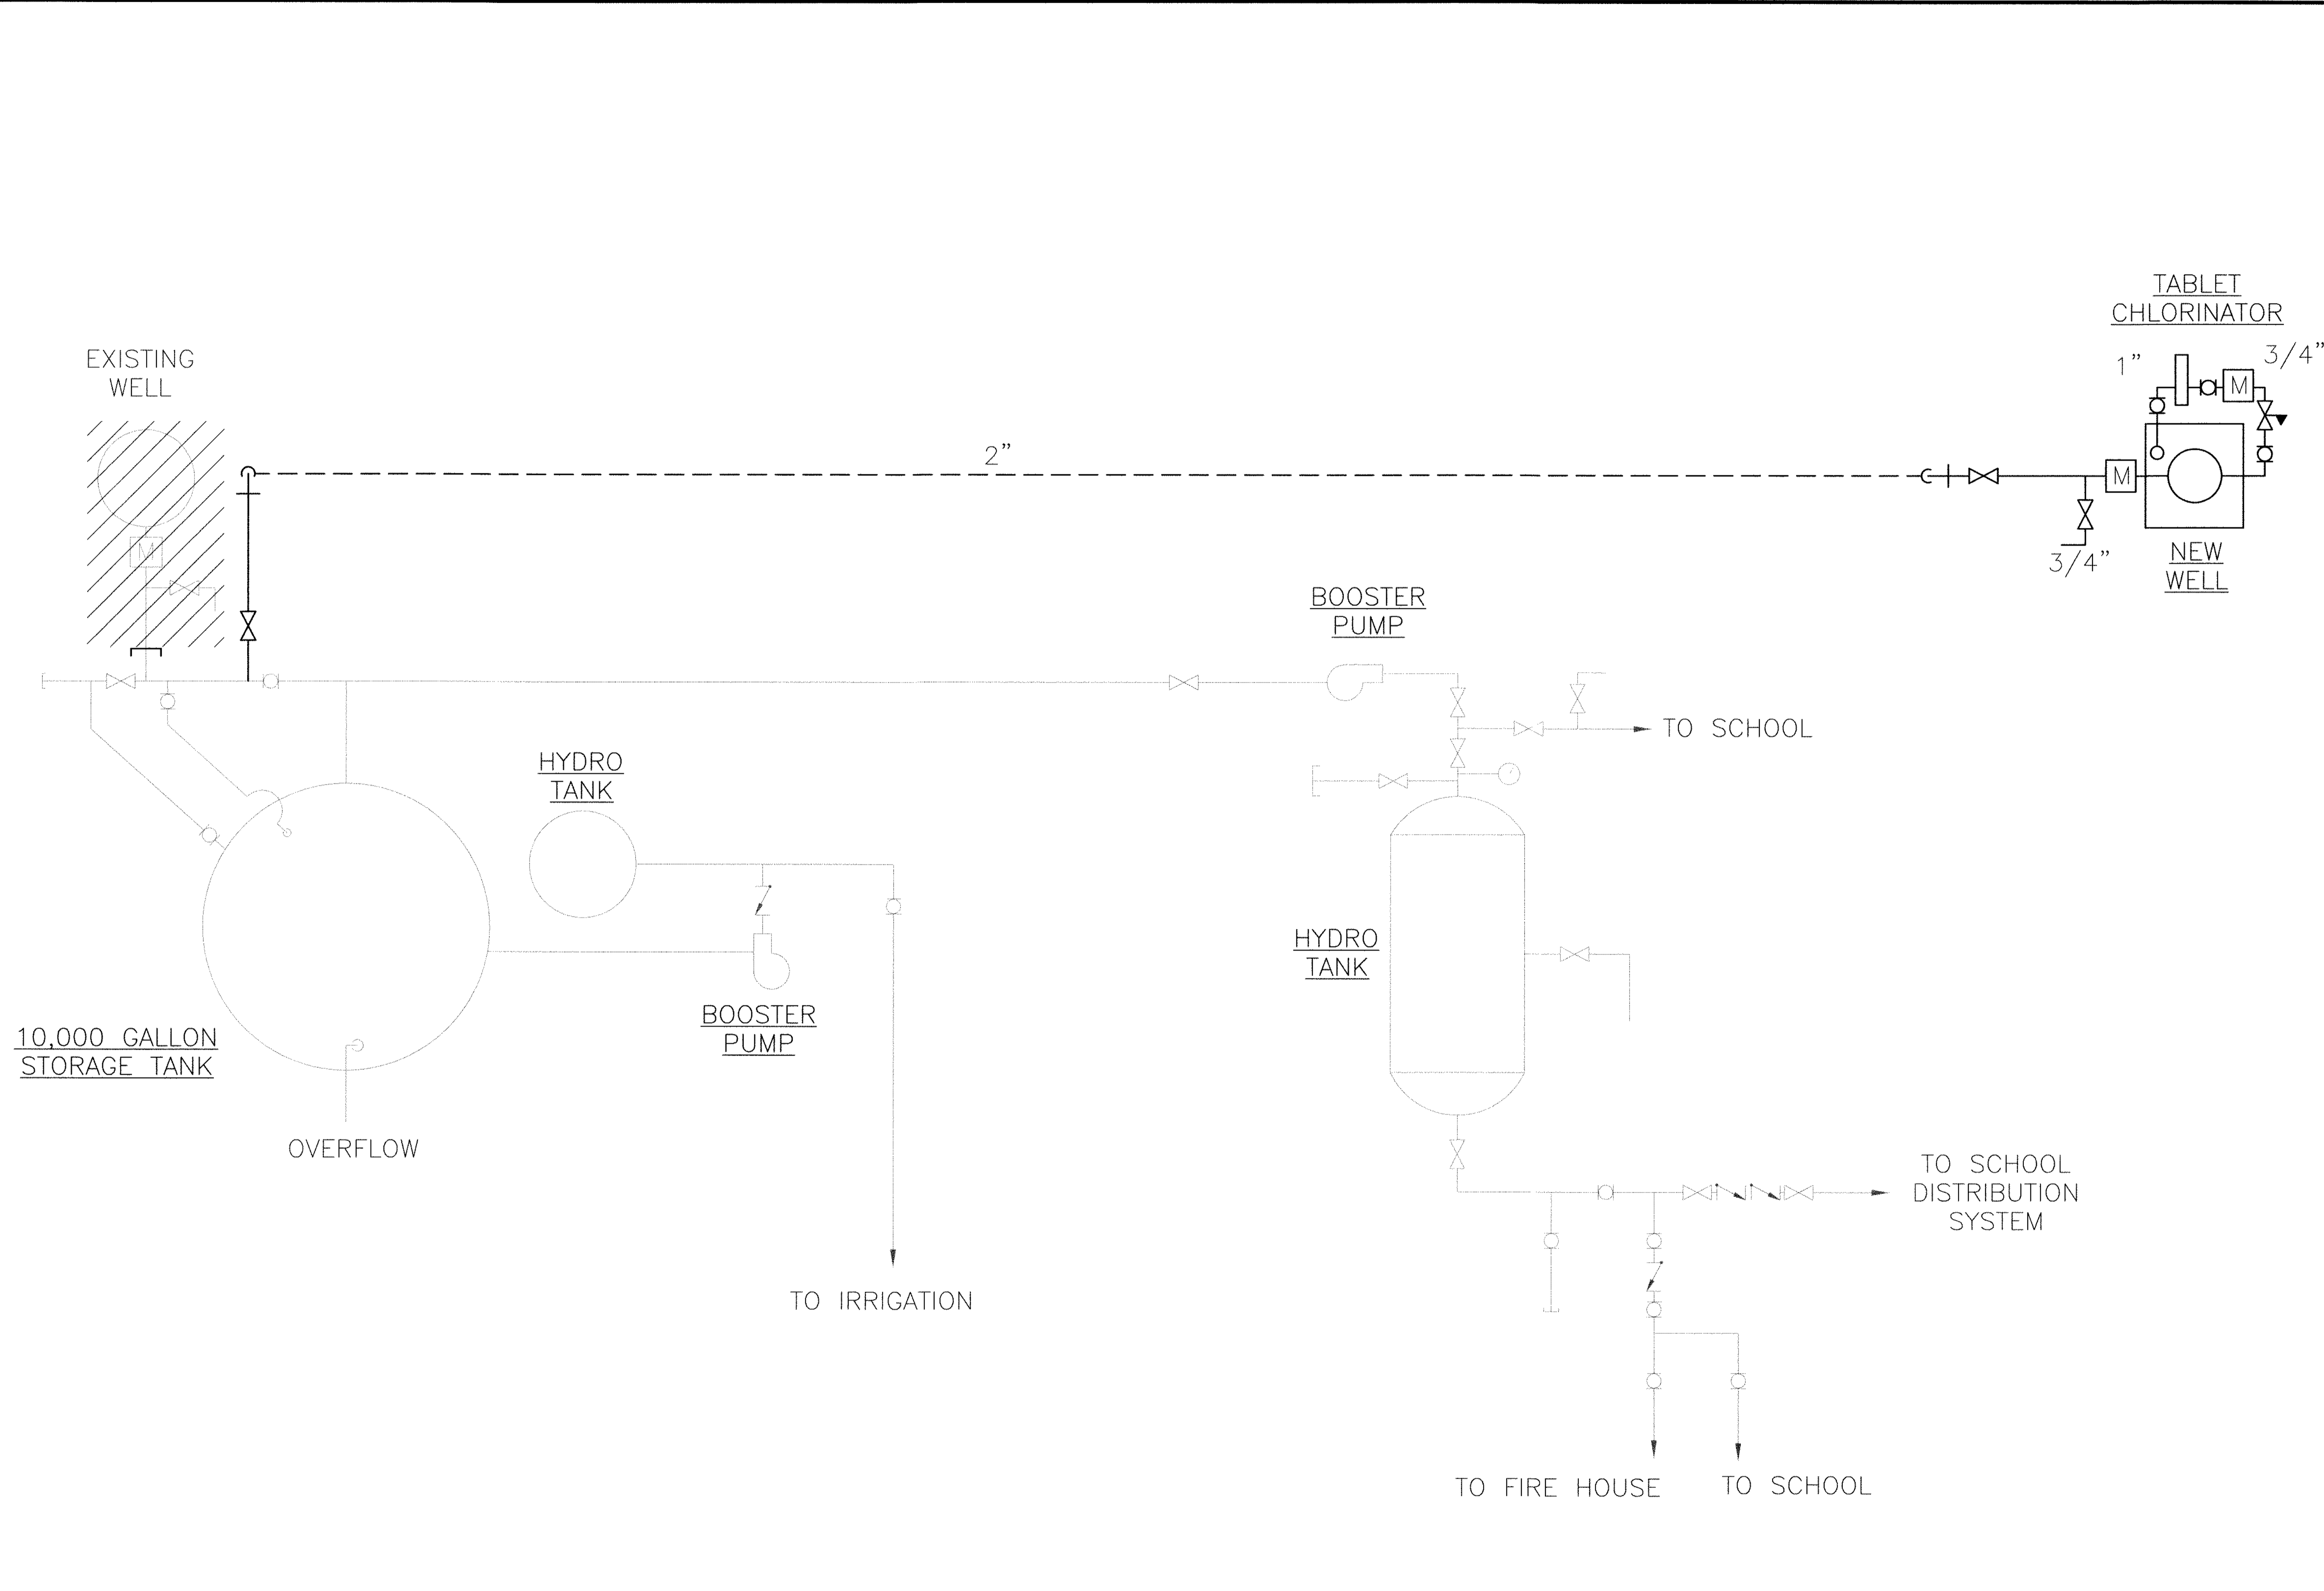 TABLET
CHLORINATOR
1”
3/4”
M
EXISTING
WELL
2”
M
M
3/4”
NEW
WELL
BOOSTER
PUMP
TO SCHOOL
HYDRO
TANK
HYDRO
TANK
BOOSTER
PUMP
10,000 GALLON
STORAGE TANK
OVERFLOW
TO SCHOOL
DISTRIBUTION
SYSTEM
TO IRRIGATION
TO FIRE HOUSE
TO SCHOOL